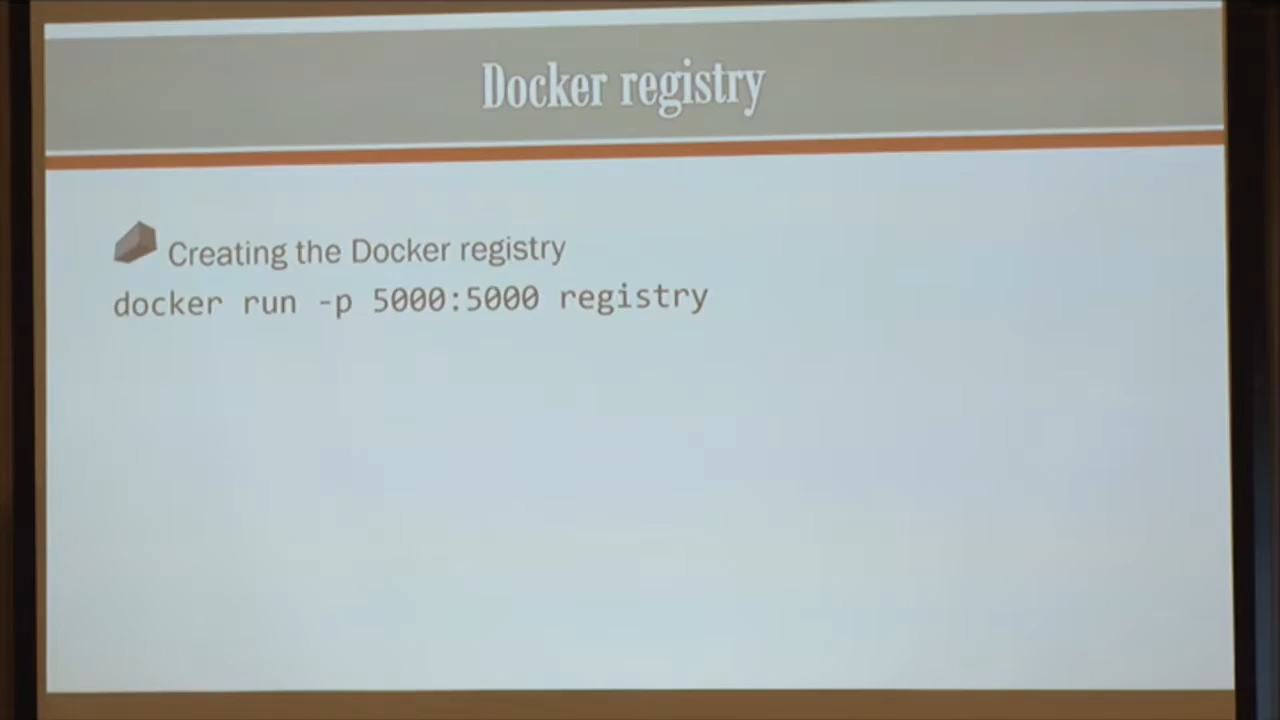 Docker registry
Creating the Docker registry
docker run -p 5000:5000 registry